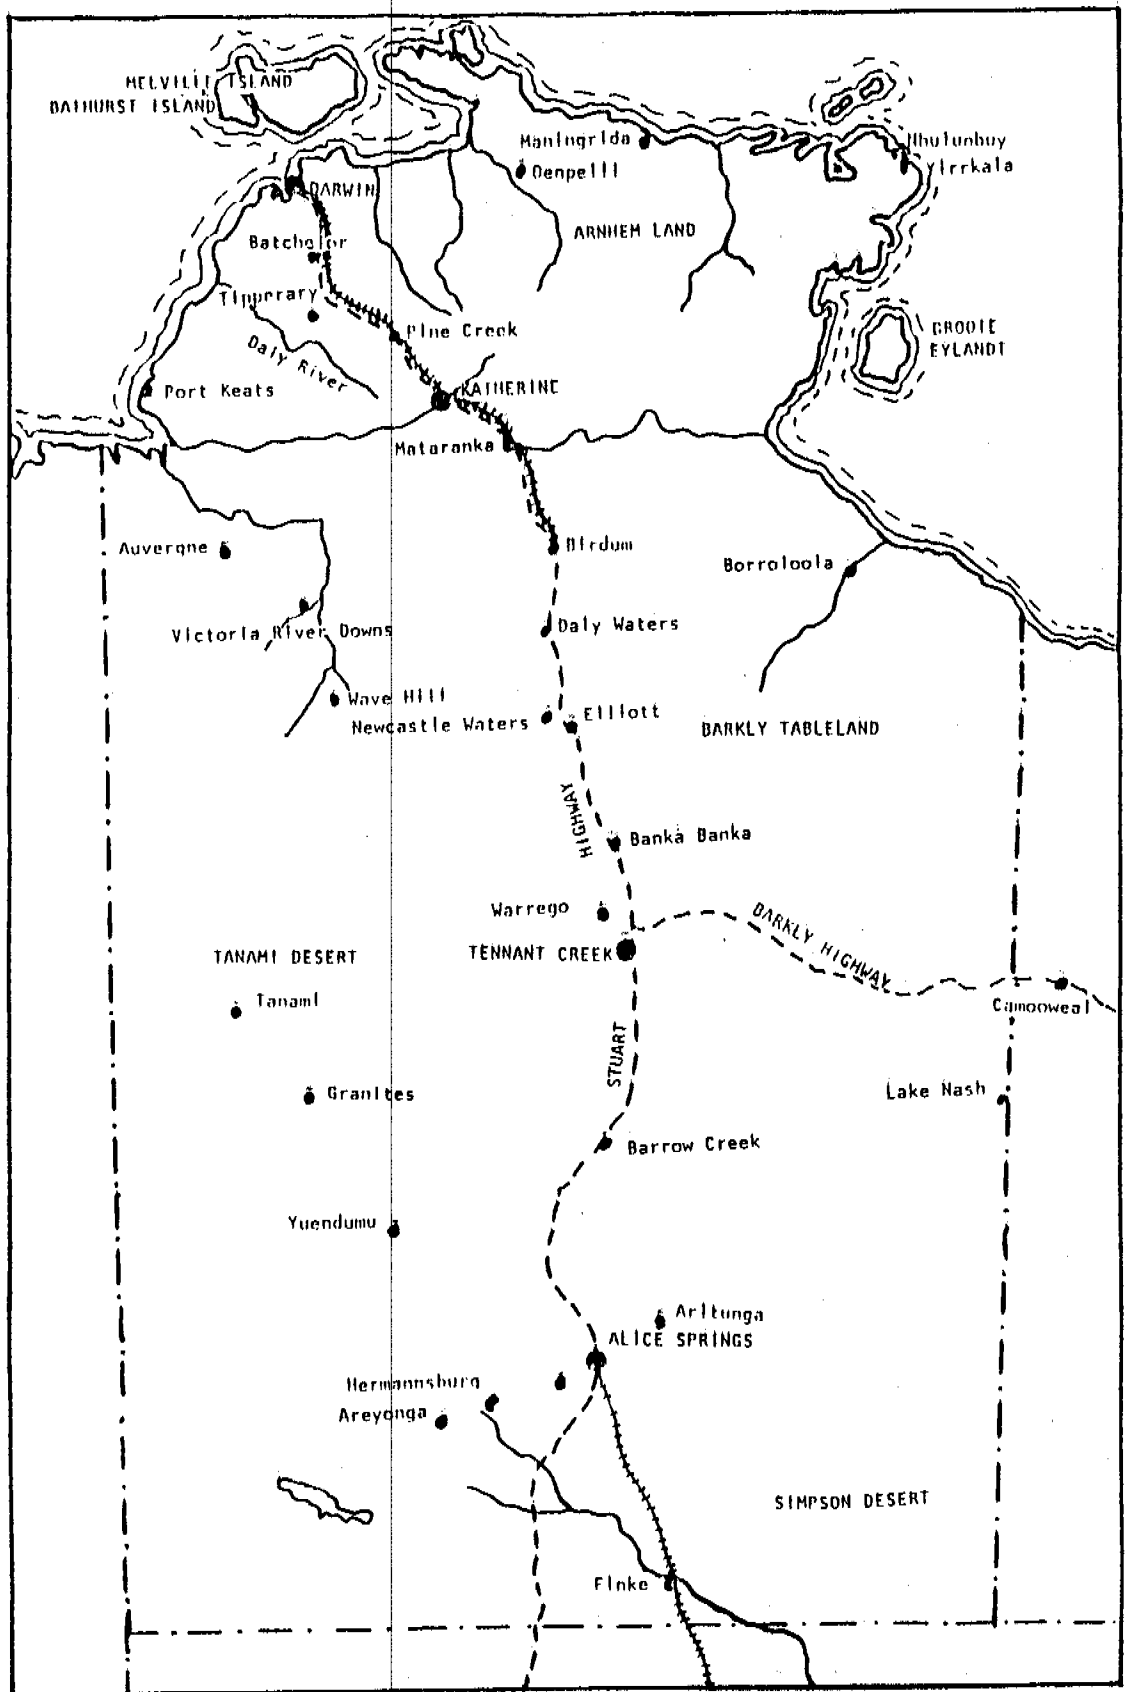 MELVILLE ISLAND
BATHURST ISLAND
Maningrida
Oenpelli
Nhulunbuy
Yirrkala
DARWIN
ARNHEM LAND
Batchelor
Tipperary
Pine Creek
Daly River
GROOTE
EYLANDT
Port Keats
KATHERINE
Mataranka
Auvergne
Birdum
Borroloola
Victoria River Downs
Daly Waters
Wave Hill
Newcastle Waters
Elliott
BARKLY TABLELAND
HIGHWAY
Banka Banka
Warrego
BARKLY HIGHWAY
TANAMI DESERT
TENNANT CREEK
Tanami
Camooweal
STUART
Granites
Lake Nash
Barrow Creek
Yuendumu
Arltunga
ALICE SPRINGS
Hermannsburg
Areyonga
SIMPSON DESERT
Finke